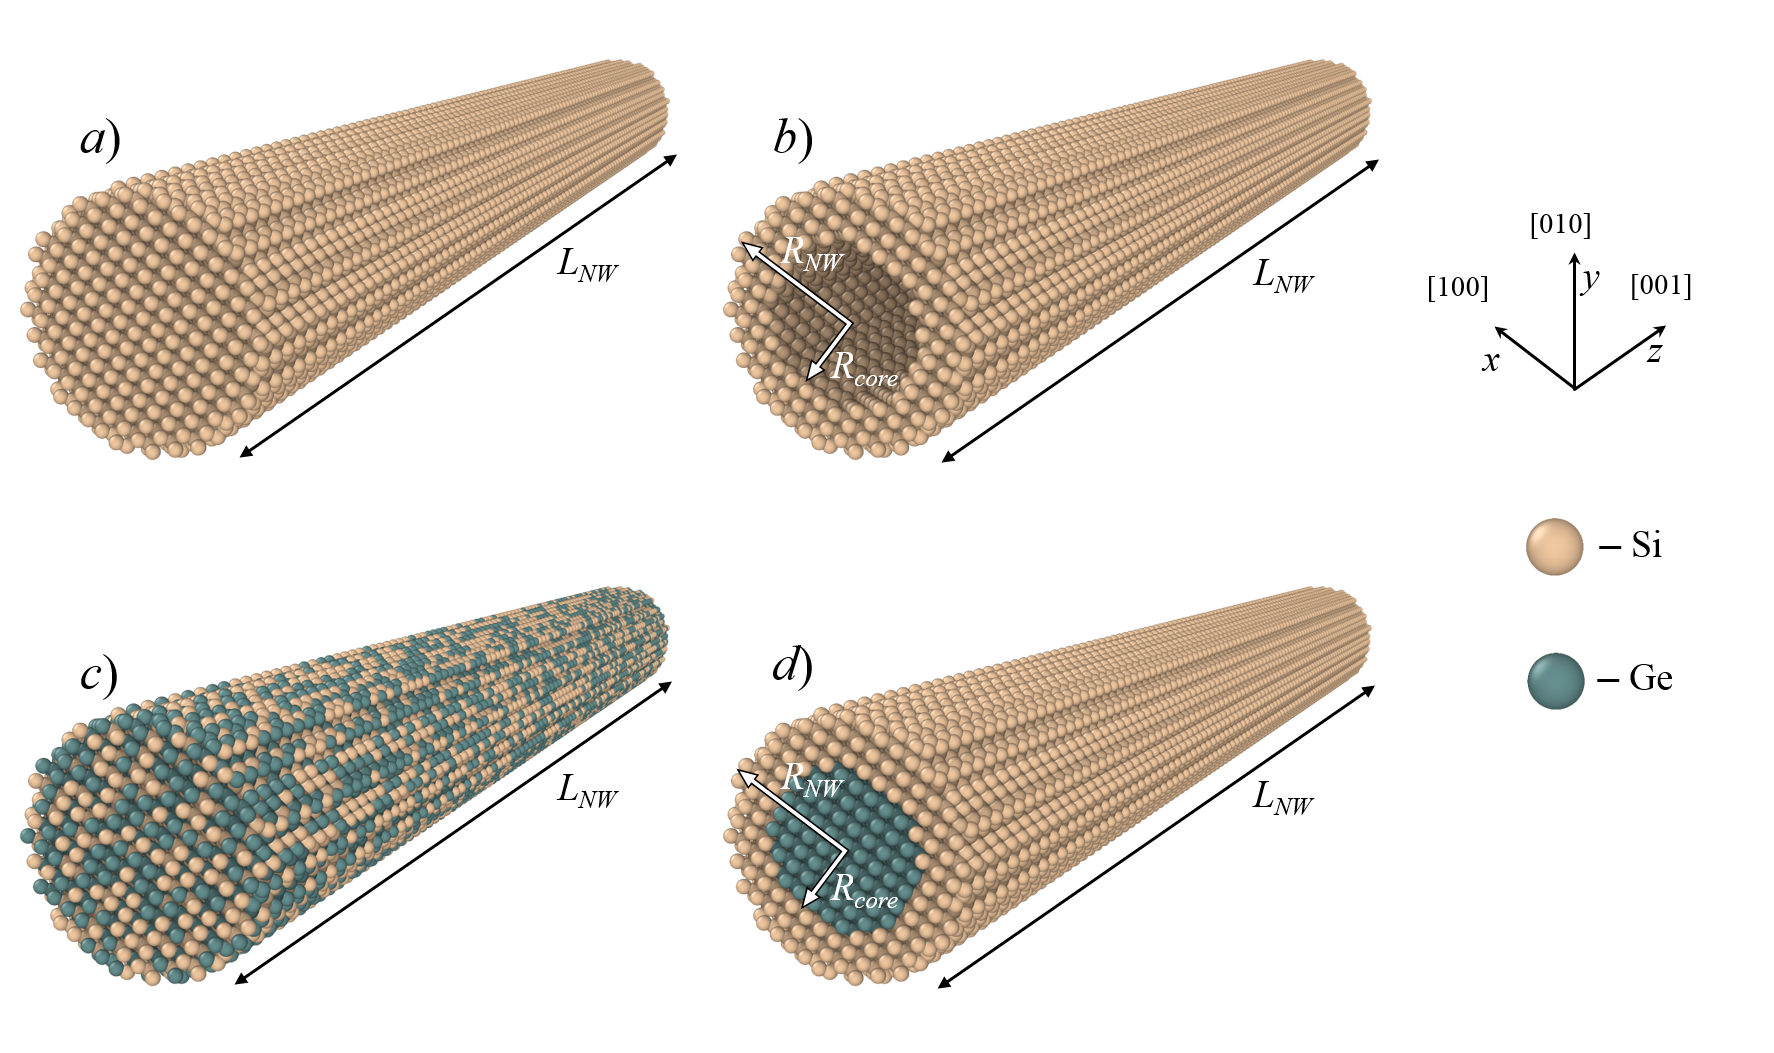 a)
L_NW
b)
R_NW
R_core
L_NW
[010]
[100]
y
[001]
x
z
– Si
– Ge
c)
L_NW
d)
R_NW
R_core
L_NW